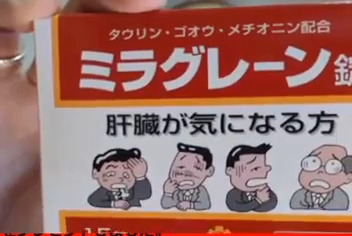 タウリン・ゴオウ・メチオニン配合
ミラグレーン錠
肝臓が気になる方